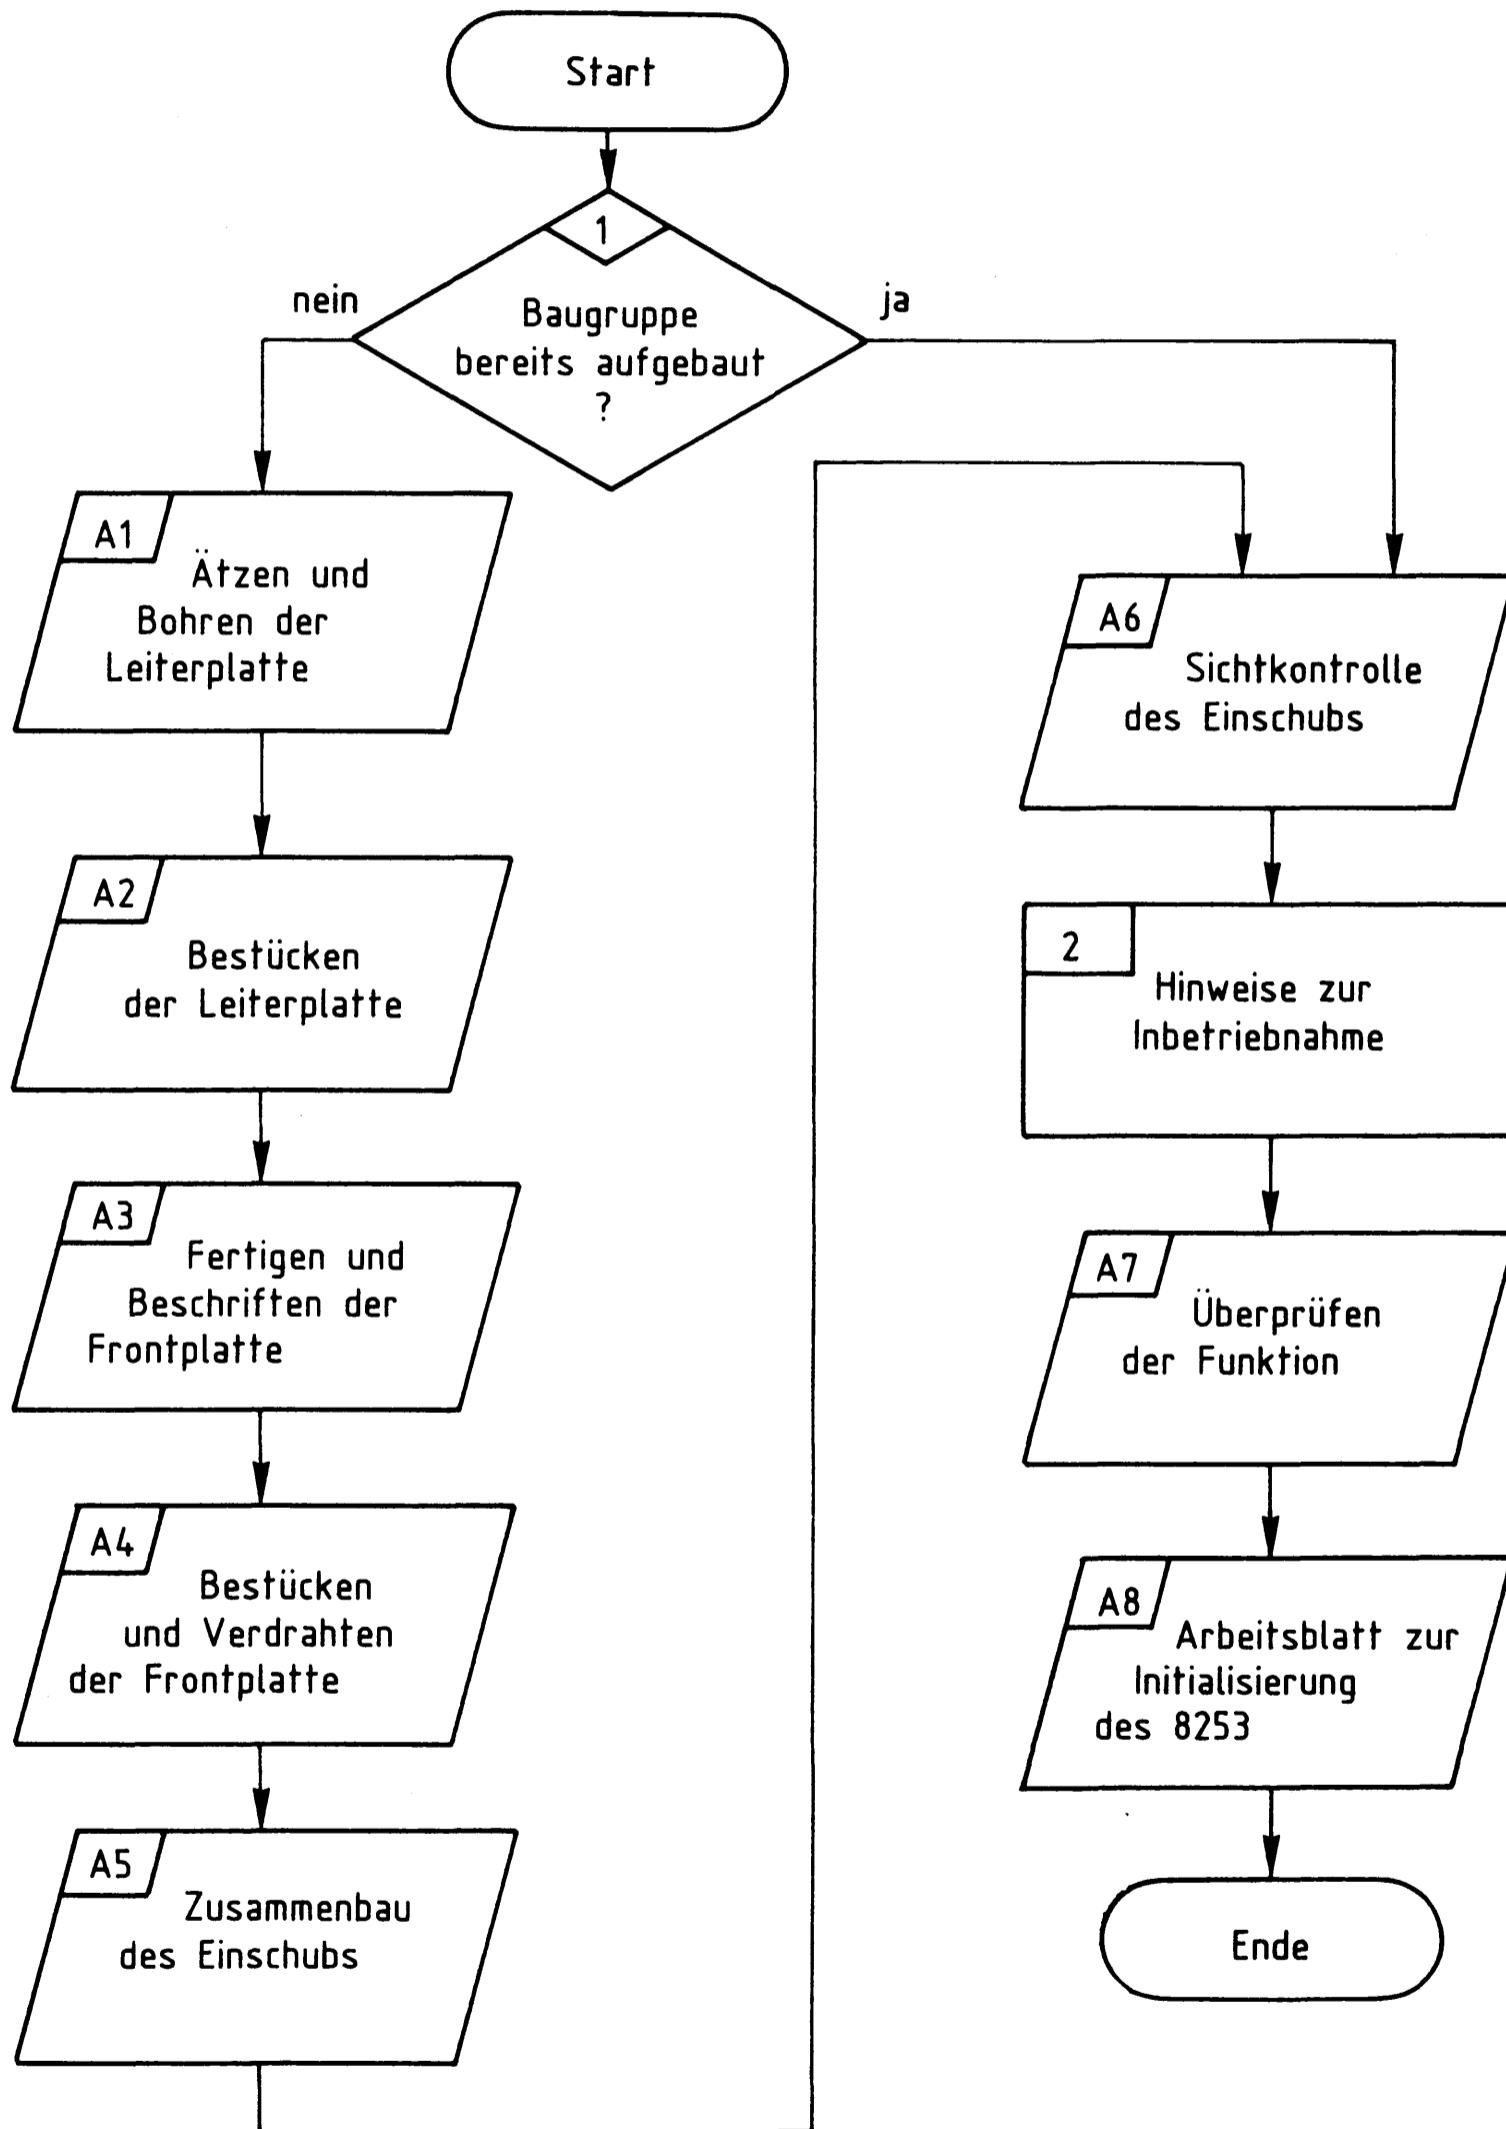 Start
1
nein
ja
Baugruppe
bereits aufgebaut
?
A1
Ätzen und
Bohren der
Leiterplatte
A2
Bestücken
der Leiterplatte
A3
Fertigen und
Beschriften der
Frontplatte
A4
Bestücken
und Verdrahten
der Frontplatte
A5
Zusammenbau
des Einschubs
A6
Sichtkontrolle
des Einschubs
2
Hinweise zur
Inbetriebnahme
A7
Überprüfen
der Funktion
A8
Arbeitsblatt zur
Initialisierung
des 8253
Ende